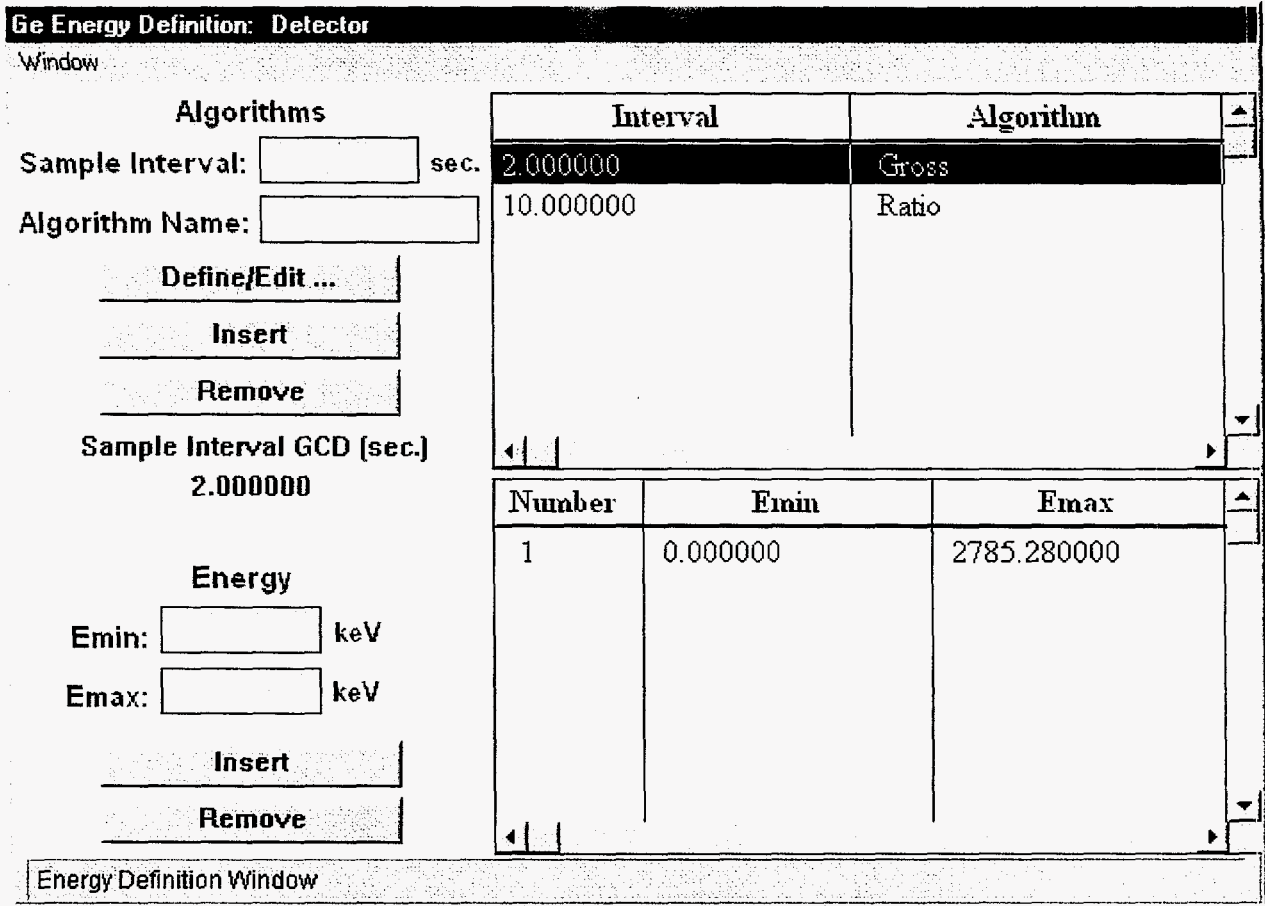 Ge Energy Definition: Detector
Window
Algorithms
Sample Interval: sec.
Algorithm Name:
Define/Edit ...
Insert
Remove
Sample Interval GCD (sec.)
2.000000
Interval Algorithm
2.000000 Gross
10.000000 Ratio
Energy
Emin: keV
Emax: keV
Insert
Remove
Number Emin Emax
1 0.000000 2785.280000
Energy Definition Window